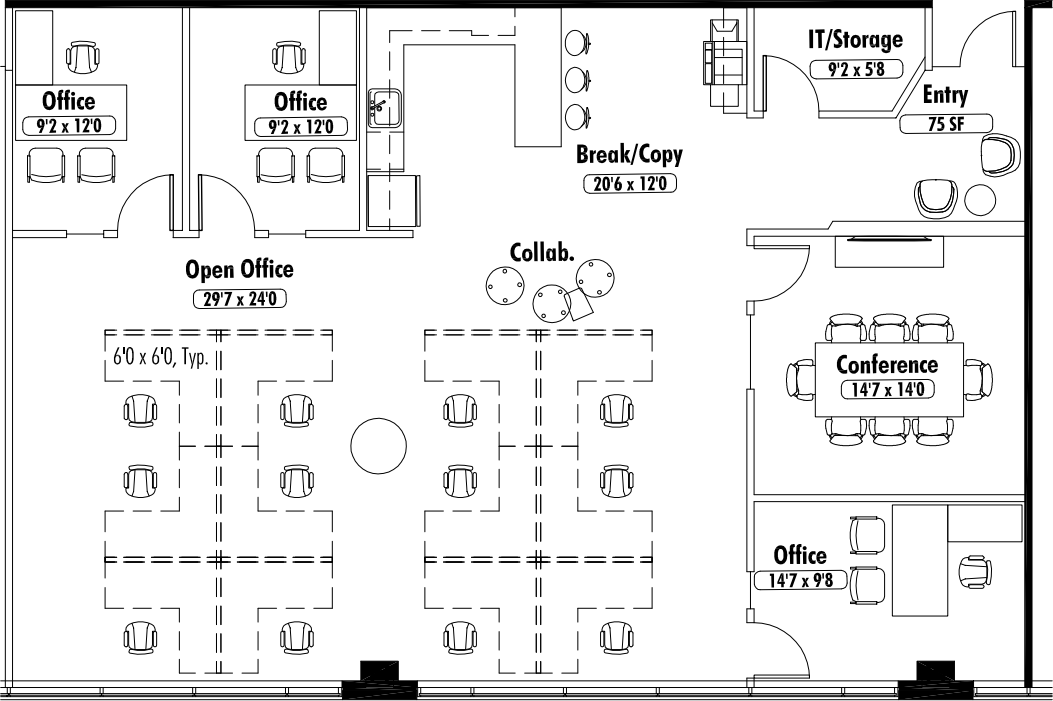 Office
9'2 x 12'0
Office
9'2 x 12'0
IT/Storage
9'2 x 5'8
Entry
75 SF
Break/Copy
20'6 x 12'0
Collab.
Open Office
29'7 x 24'0
6'0 x 6'0, Typ.
Conference
14'7 x 14'0
Office
14'7 x 9'8